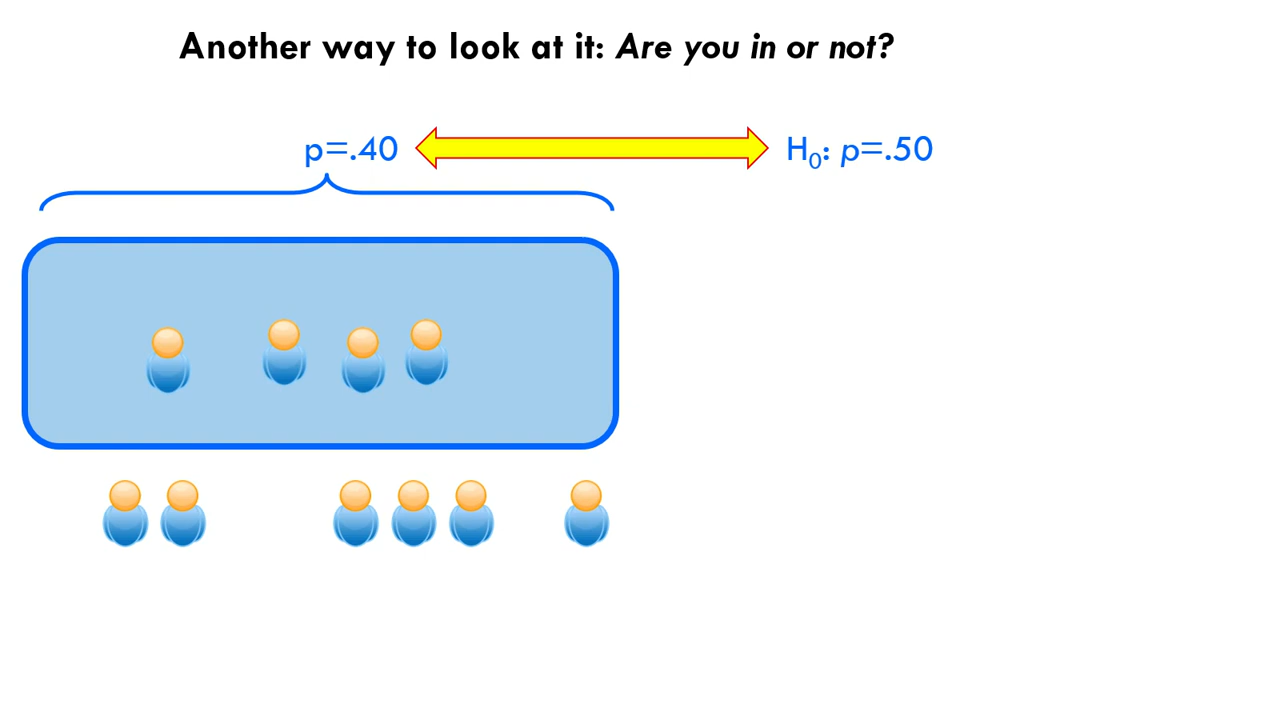 Another way to look at it: Are you in or not?
p=.40
H₀: p=.50